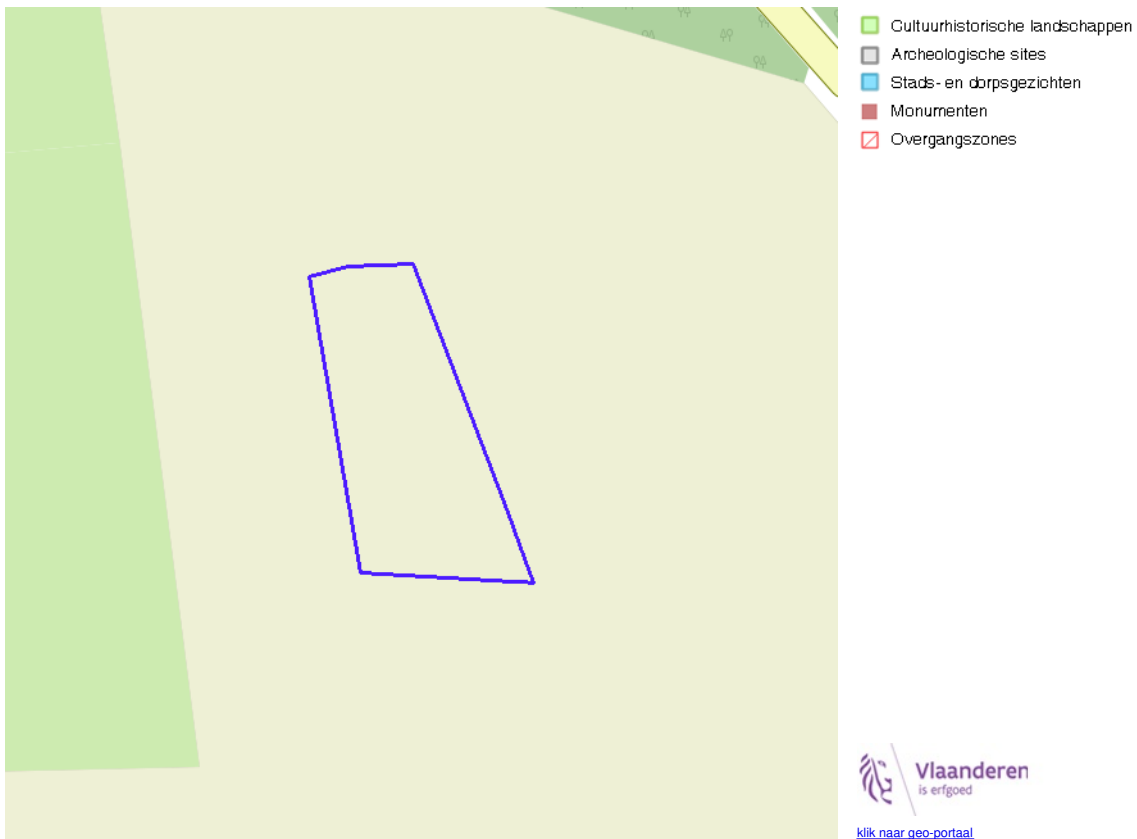 Cultuurhistorische landschappen
Archeologische sites
Stads- en dorpsgezichten
Monumenten
Overgangszones
Vlaanderen
is erfgoed
klik naar geo-portaal